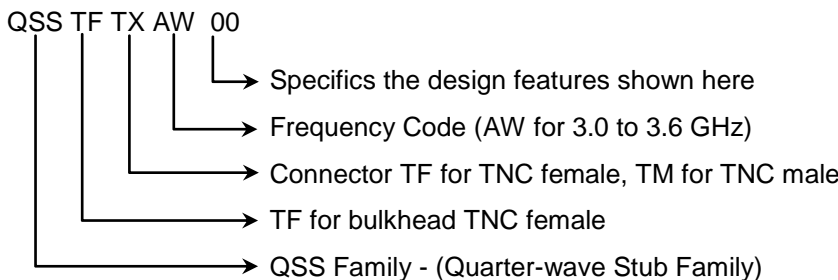 QSS TF TX AW 00
Specifics the design features shown here
Frequency Code (AW for 3.0 to 3.6 GHz)
Connector TF for TNC female, TM for TNC male
TF for bulkhead TNC female
QSS Family - (Quarter-wave Stub Family)